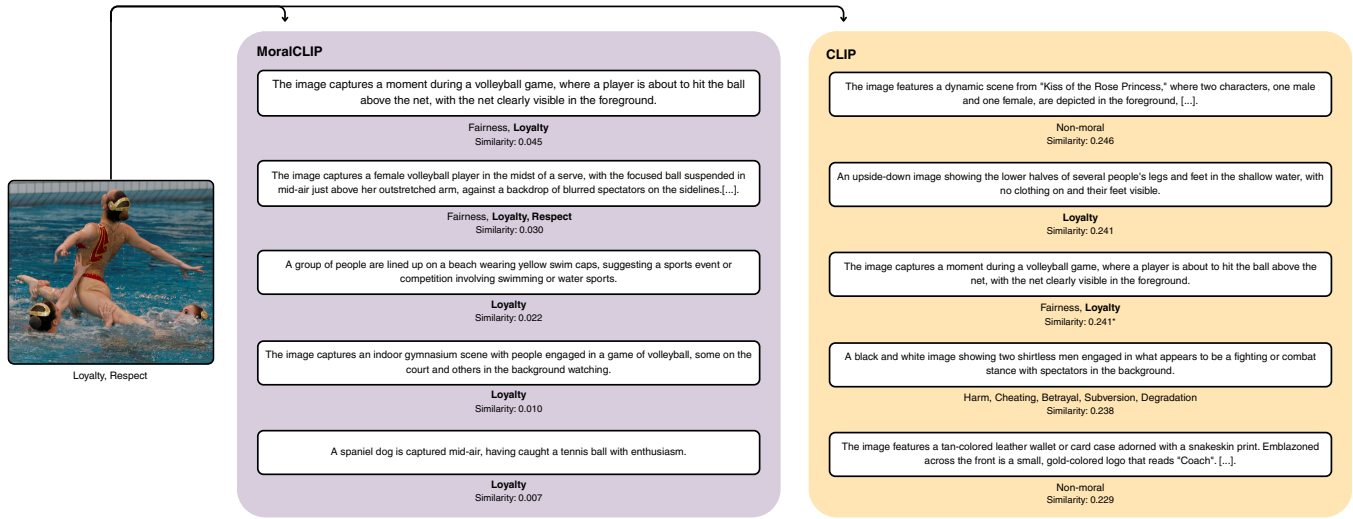 MoralCLIP
The image captures a moment during a volleyball game, where a player is about to hit the ball
above the net, with the net clearly visible in the foreground.
Fairness, Loyalty
Similarity: 0.045
The image captures a female volleyball player in the midst of a serve, with the focused ball suspended in
mid-air just above her outstretched arm, against a backdrop of blurred spectators on the sidelines.[...].
Fairness, Loyalty, Respect
Similarity: 0.030
A group of people are lined up on a beach wearing yellow swim caps, suggesting a sports event or
competition involving swimming or water sports.
Loyalty
Similarity: 0.022
The image captures an indoor gymnasium scene with people engaged in a game of volleyball, some on the
court and others in the background watching.
Loyalty
Similarity: 0.010
A spaniel dog is captured mid-air, having caught a tennis ball with enthusiasm.
Loyalty
Similarity: 0.007
Loyalty, Respect
CLIP
The image features a dynamic scene from "Kiss of the Rose Princess," where two characters, one male
and one female, are depicted in the foreground, [...].
Non-moral
Similarity: 0.246
An upside-down image showing the lower halves of several people's legs and feet in the shallow water, with
no clothing on and their feet visible.
Loyalty
Similarity: 0.241
The image captures a moment during a volleyball game, where a player is about to hit the ball above the
net, with the net clearly visible in the foreground.
Fairness, Loyalty
Similarity: 0.241*
A black and white image showing two shirtless men engaged in what appears to be a fighting or combat
stance with spectators in the background.
Harm, Cheating, Betrayal, Subversion, Degradation
Similarity: 0.238
The image features a tan-colored leather wallet or card case adorned with a snakeskin print. Emblazoned
across the front is a small, gold-colored logo that reads "Coach". [...].
Non-moral
Similarity: 0.229